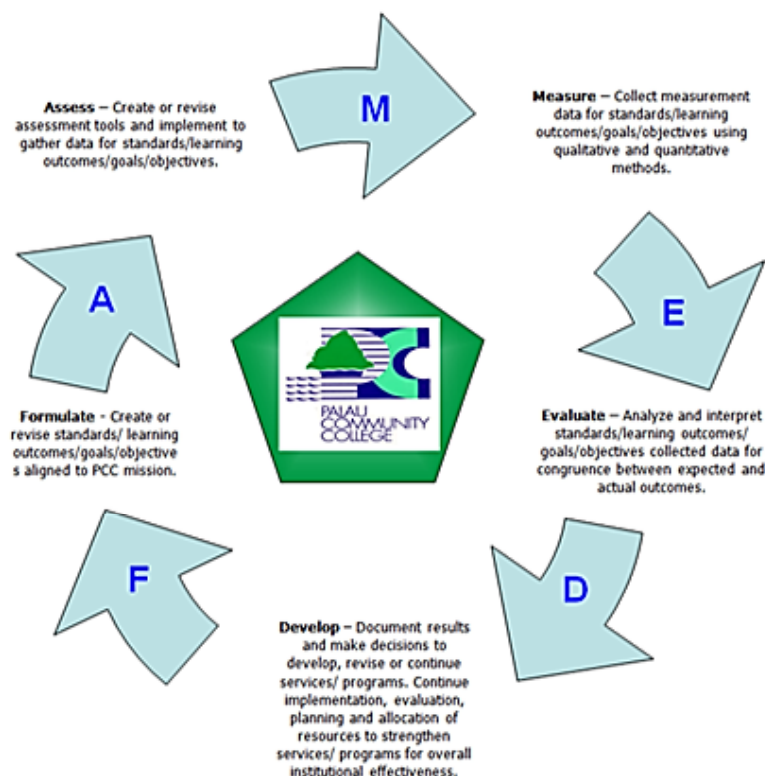 M
Assess – Create or revise
assessment tools and implement to
gather data for standards/learning
outcomes/goals/objectives.
Measure – Collect measurement
data for standards/learning
outcomes/goals/objectives using
qualitative and quantitative
methods.
A
E
PALAU
COMMUNITY
COLLEGE
Formulate - Create or
revise standards/ learning
outcomes/goals/objective
s aligned to PCC mission.
Evaluate – Analyze and interpret
standards/learning outcomes/
goals/objectives collected data for
congruence between expected and
actual outcomes.
F
D
Develop – Document results
and make decisions to
develop, revise or continue
services/ programs. Continue
implementation, evaluation,
planning and allocation of
resources to strengthen
services/ programs for overall
institutional effectiveness.